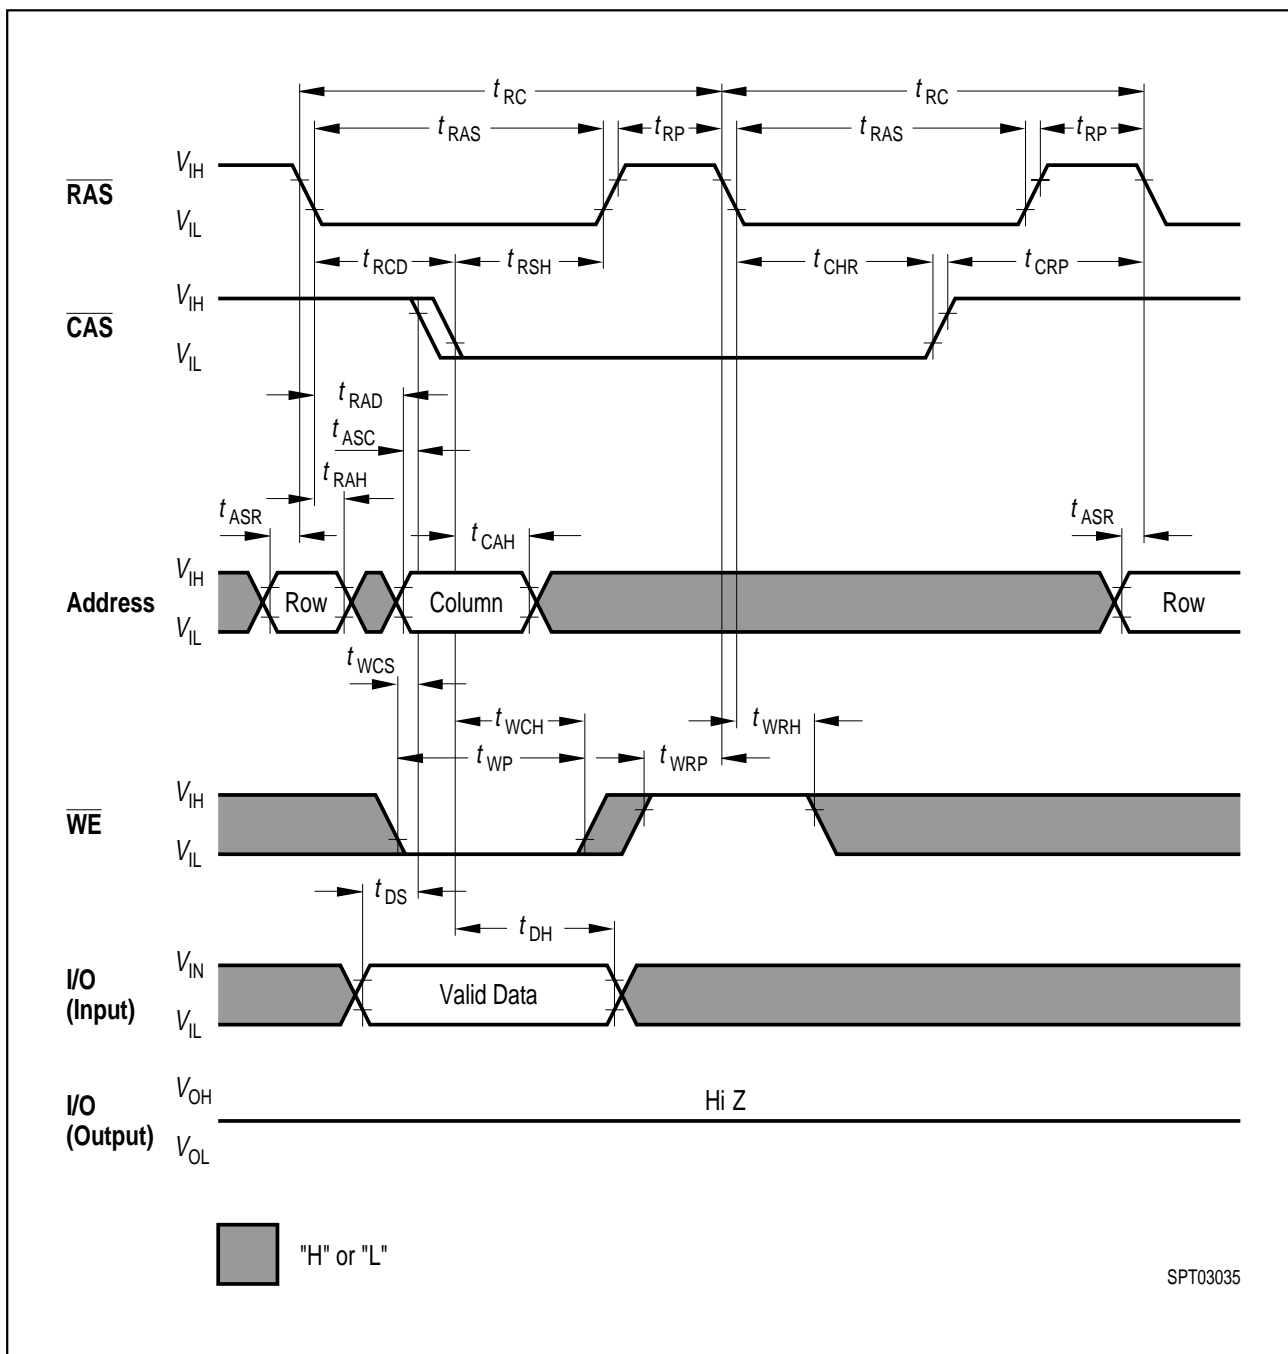 tRC tRC
tRAS tRP tRAS tRP
VIH
RAS
VIL
tRCD tRSH tCHR tCRP
VIH
CAS
VIL
tRAD
tASC
tRAH
tASR tCAH tASR
VIH
Address Row Column Row
VIL
tWCS
tWCH tWRH
tWP tWRP
VIH
WE
VIL
tDS
tDH
VIN
I/O
(Input) Valid Data
VIL
VOH Hi Z
I/O
(Output)
VOL
"H" or "L"
SPT03035